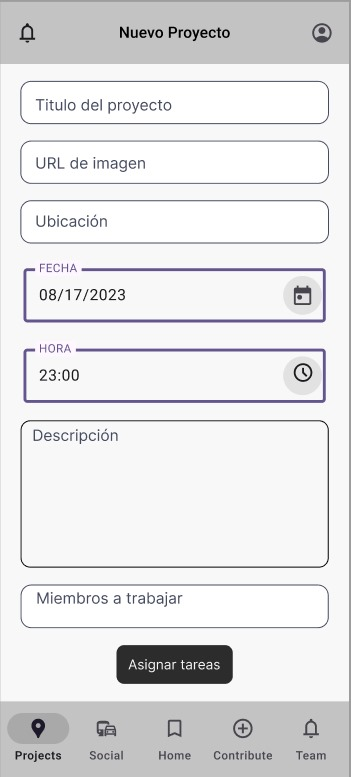 Nuevo Proyecto
Titulo del proyecto
URL de imagen
Ubicación
FECHA
08/17/2023
HORA
23:00
Descripción
Miembros a trabajar
Asignar tareas
Projects Social Home Contribute Team